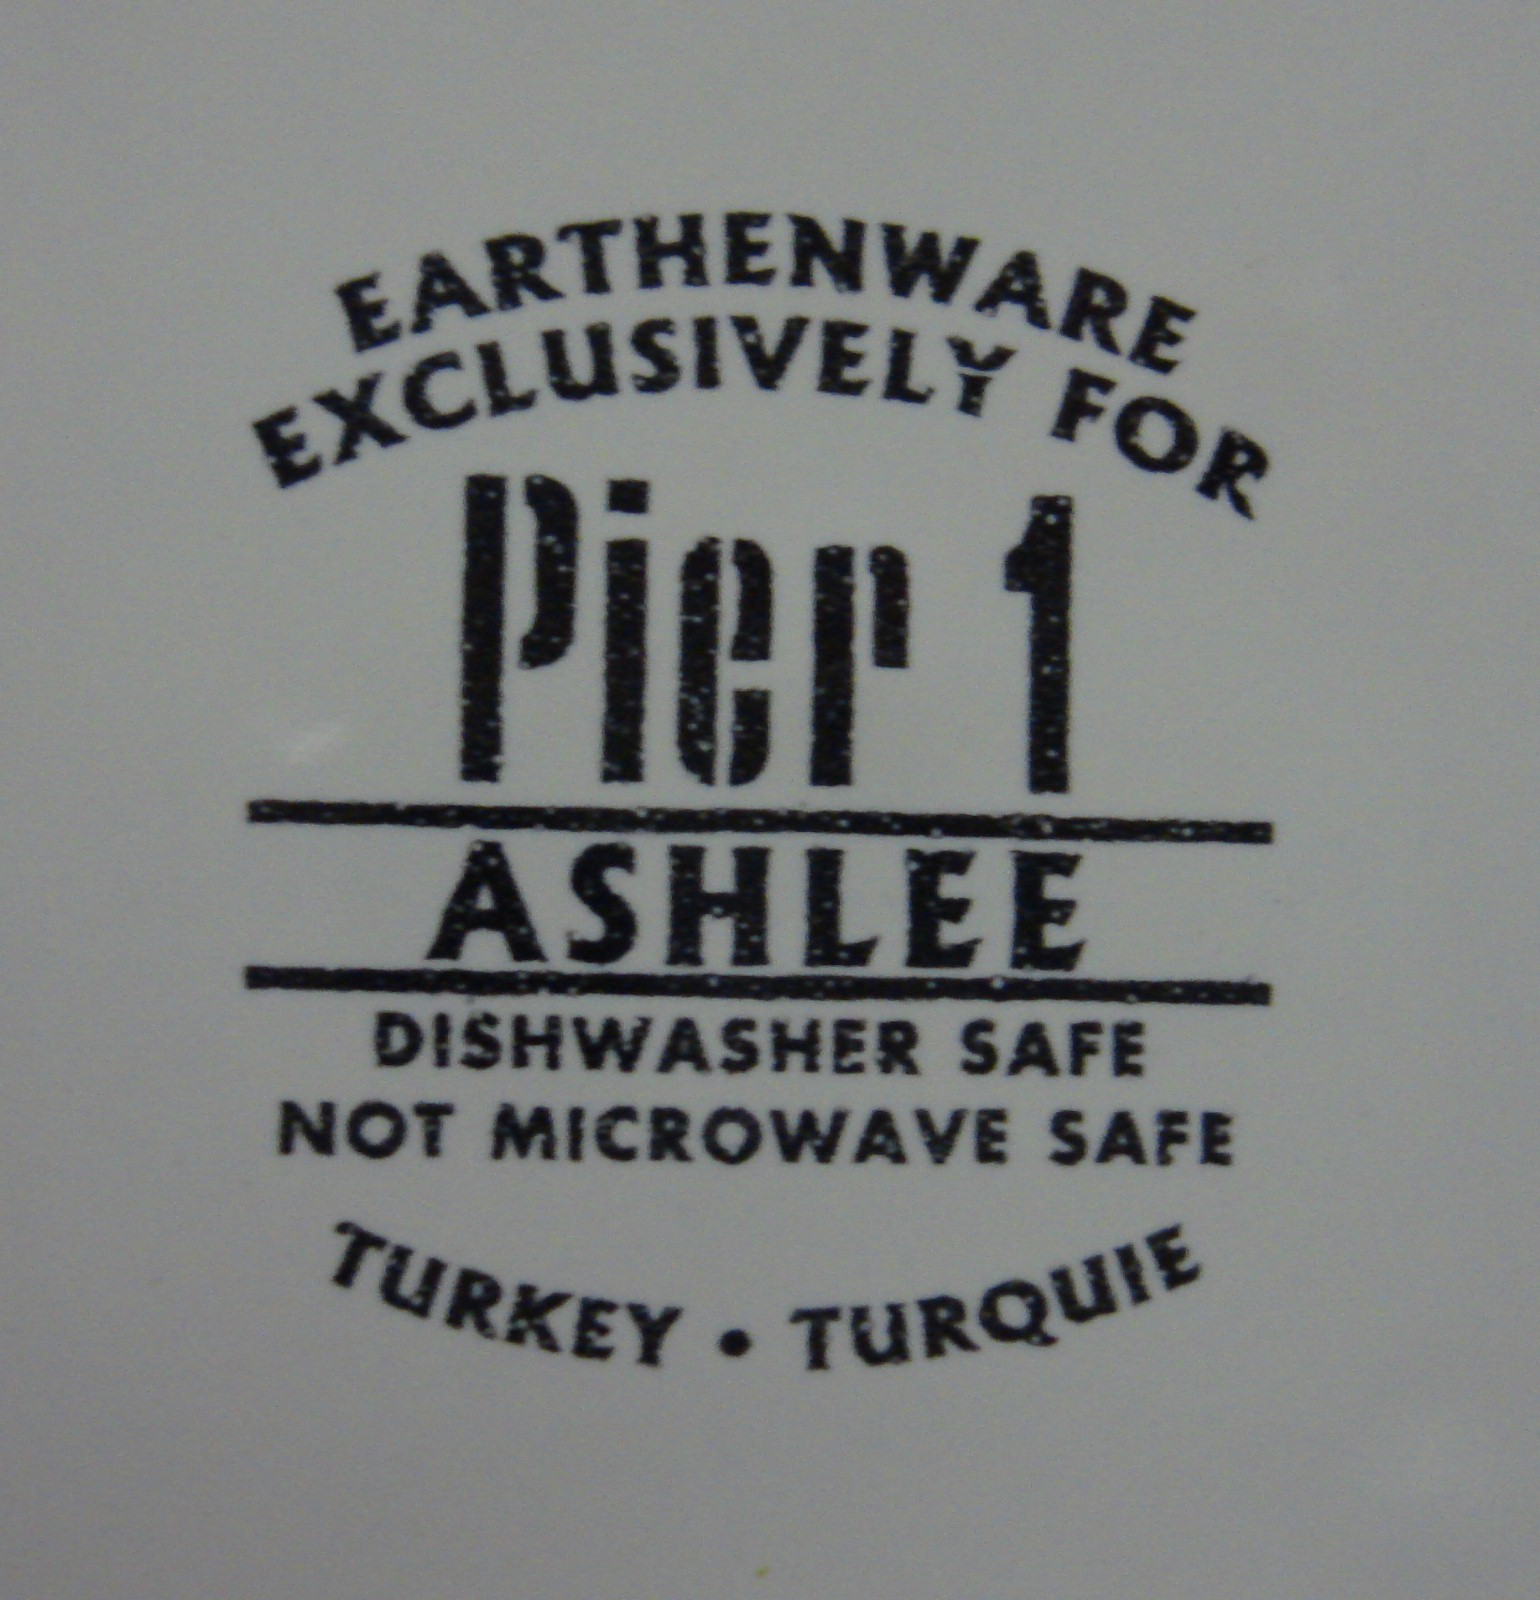 EARTHENWARE
EXCLUSIVELY FOR
Pier 1
ASHLEE
DISHWASHER SAFE
NOT MICROWAVE SAFE
TURKEY • TURQUIE